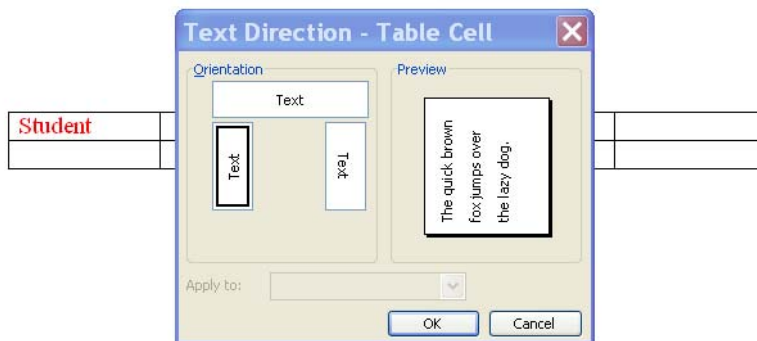 Text Direction - Table Cell
Orientation
Preview
Text
Student
Text
Text
The quick brown
fox jumps over
the lazy dog.
Apply to:
OK
Cancel